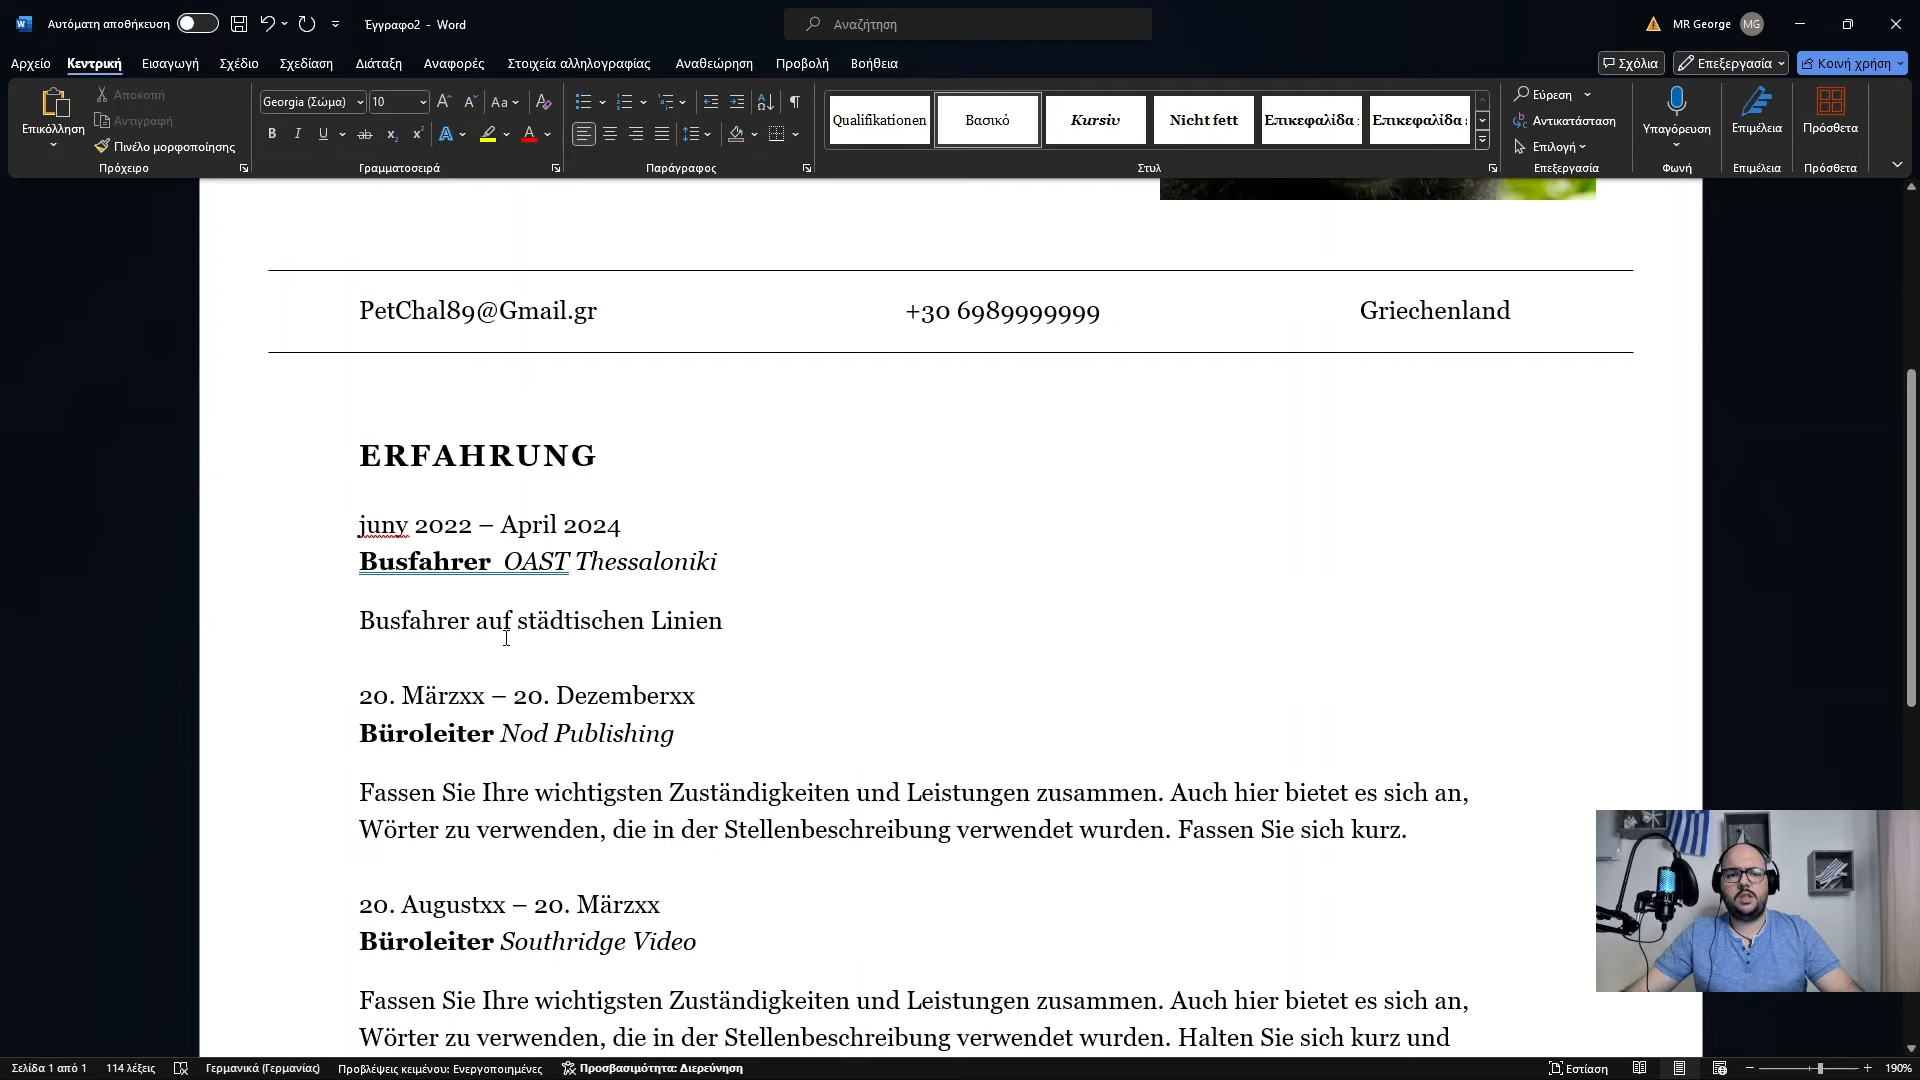 Αυτόματη αποθήκευση
Έγγραφο2 - Word
Αναζήτηση
MR George
MG
Αρχείο Κεντρική Εισαγωγή Σχέδιο Σχεδίαση Διάταξη Αναφορές Στοιχεία αλληλογραφίας Αναθεώρηση Προβολή Βοήθεια
Σχόλια
Επεξεργασία
Κοινή χρήση
Επικόλληση
Αποκοπή
Αντιγραφή
Πινέλο μορφοποίησης
Πρόχειρο
Georgia (Σώμα)
10
Γραμματοσειρά
Παράγραφος
Qualifikationen
Βασικό
Kursiv
Nicht fett
Επικεφαλίδα :
Επικεφαλίδα :
Στυλ
Εύρεση
Αντικατάσταση
Επιλογή
Επεξεργασία
Υπαγόρευση
Φωνή
Επιμέλεια
Επιμέλεια
Πρόσθετα
Πρόσθετα
PetChal89@Gmail.gr
+30 6989999999
Griechenland
ERFAHRUNG
juny 2022 – April 2024
Busfahrer OAST Thessaloniki
Busfahrer auf städtischen Linien
20. Märzxx – 20. Dezemberxx
Büroleiter Nod Publishing
Fassen Sie Ihre wichtigsten Zuständigkeiten und Leistungen zusammen. Auch hier bietet es sich an,
Wörter zu verwenden, die in der Stellenbeschreibung verwendet wurden. Fassen Sie sich kurz.
20. Augustxx – 20. Märzxx
Büroleiter Southridge Video
Fassen Sie Ihre wichtigsten Zuständigkeiten und Leistungen zusammen. Auch hier bietet es sich an,
Wörter zu verwenden, die in der Stellenbeschreibung verwendet wurden. Halten Sie sich kurz und
Σελίδα 1 από 1
114 λέξεις
Γερμανικά (Γερμανίας)
Προβλέψεις κειμένου: Ενεργοποιημένες
Προσβασιμότητα: Διερεύνηση
Εστίαση
190%